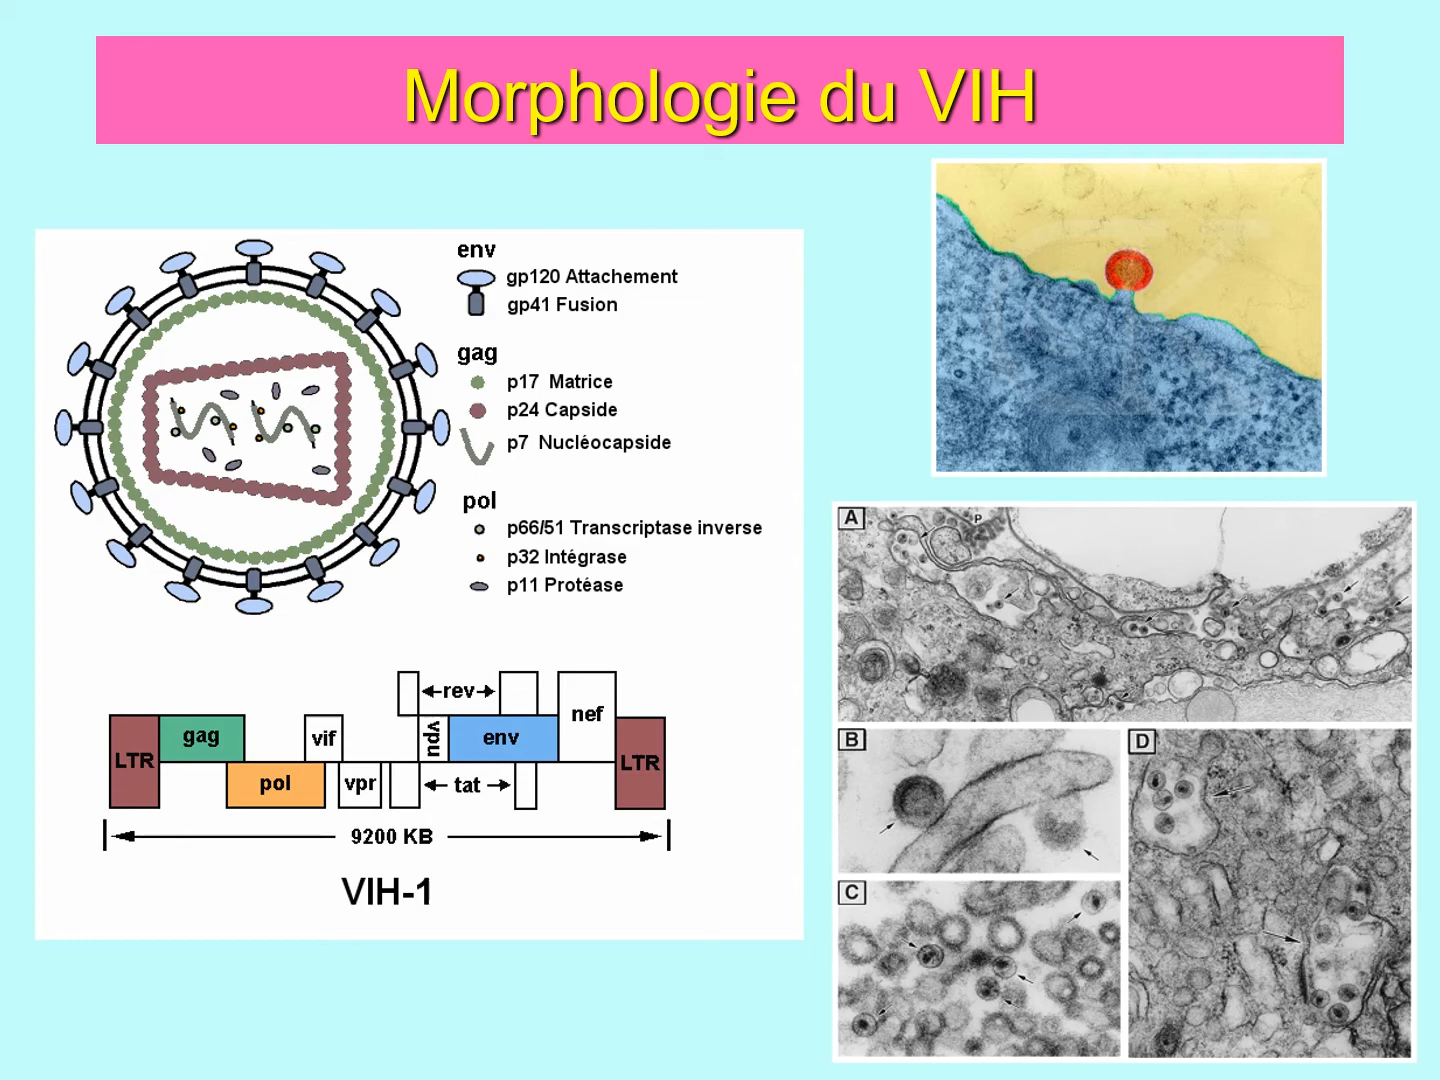 Morphologie du VIH
env
gp120 Attachement
gp41 Fusion
gag
p17 Matrice
p24 Capside
p7 Nucléocapside
pol
p66/51 Transcriptase inverse
p32 Intégrase
p11 Protéase
rev
nef
LTR
gag
vif
vpu
env
LTR
pol
vpr
tat
9200 KB
VIH-1
A
P
B
D
C